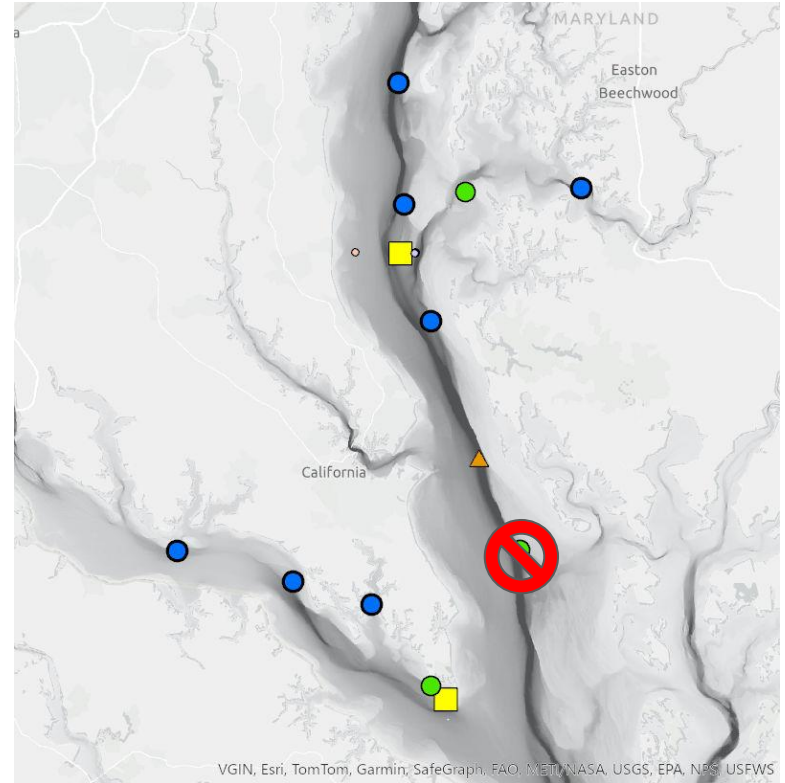 MARYLAND
a
Easton
Beechwood
California
VGIN, Esri, TomTom, Garmin, SafeGraph, FAO, METI/NASA, USGS, EPA, NPS, USFWS